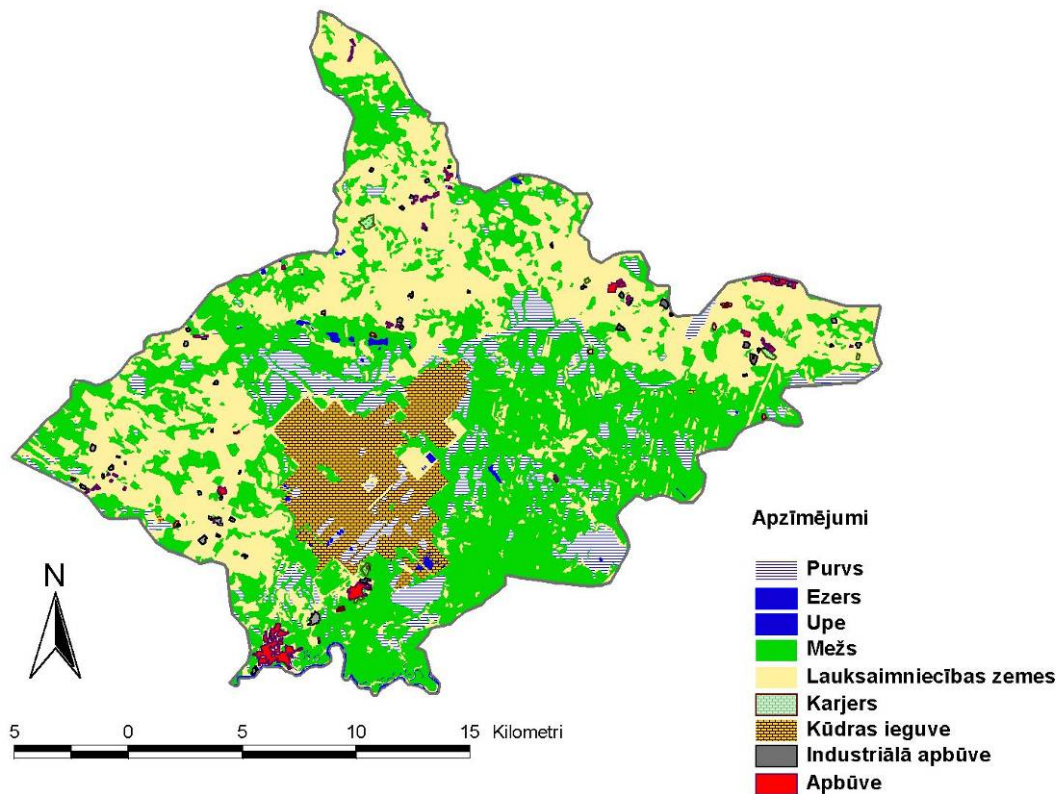 Apzīmējumi
Purvs
Ezers
Upe
Mežs
Lauksaimniecības zemes
Karjers
Kūdras ieguve
Industriālā apbūve
Apbūve
N
5 0 5 10 15 Kilometri